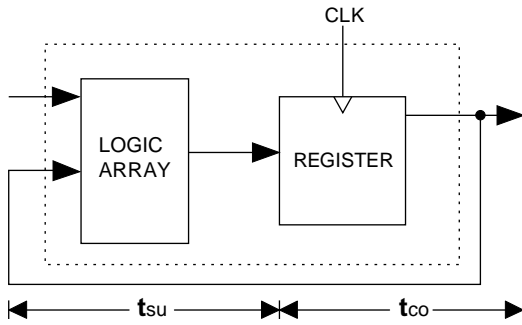 CLK
LOGIC
ARRAY
REGISTER
tsu
tco